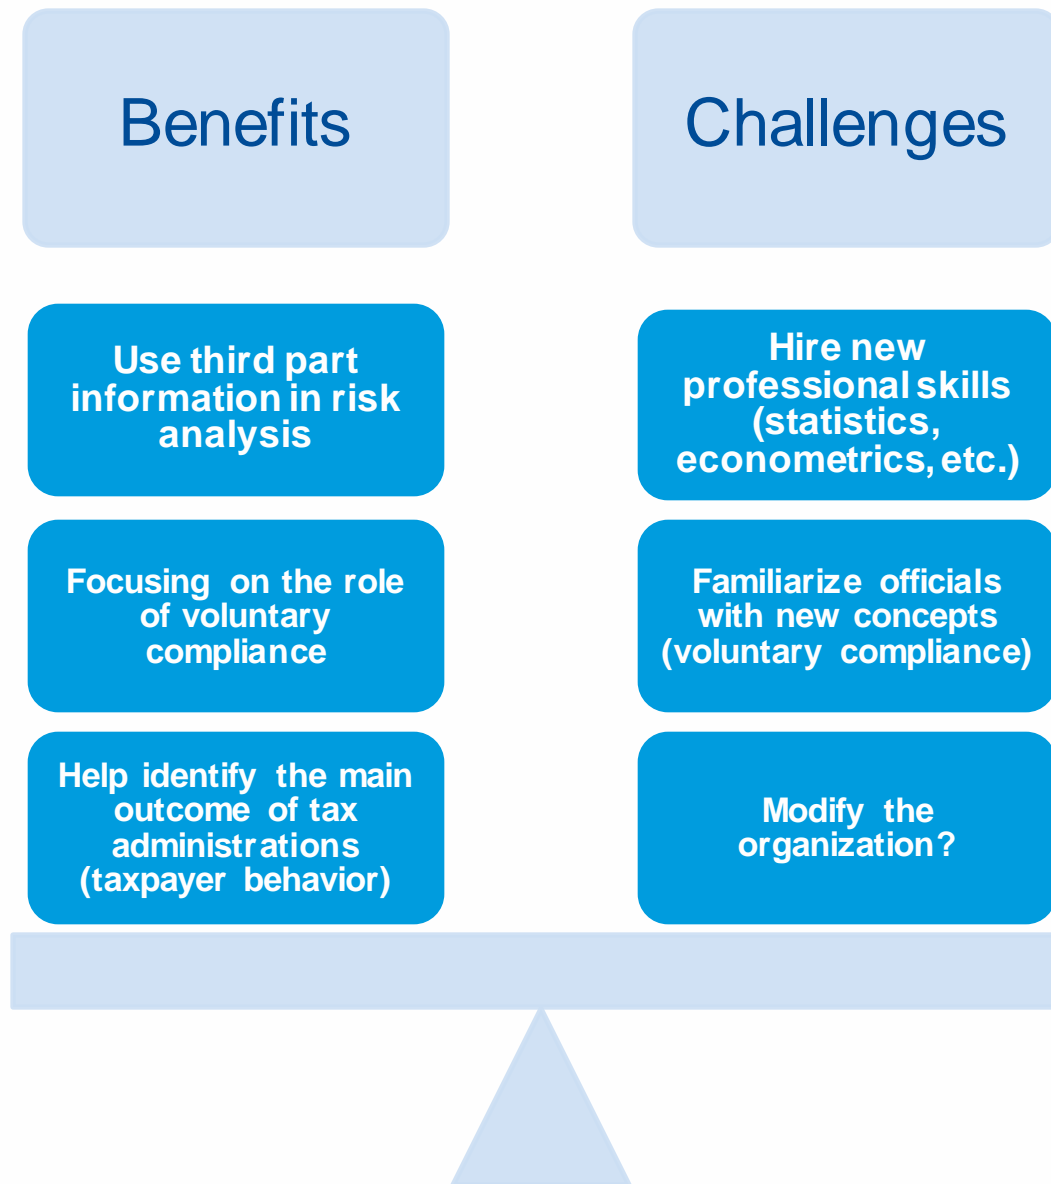 Benefits
Challenges
Use third part
information in risk
analysis
Hire new
professional skills
(statistics,
econometrics, etc.)
Focusing on the role
of voluntary
compliance
Familiarize officials
with new concepts
(voluntary compliance)
Help identify the main
outcome of tax
administrations
(taxpayer behavior)
Modify the
organization?